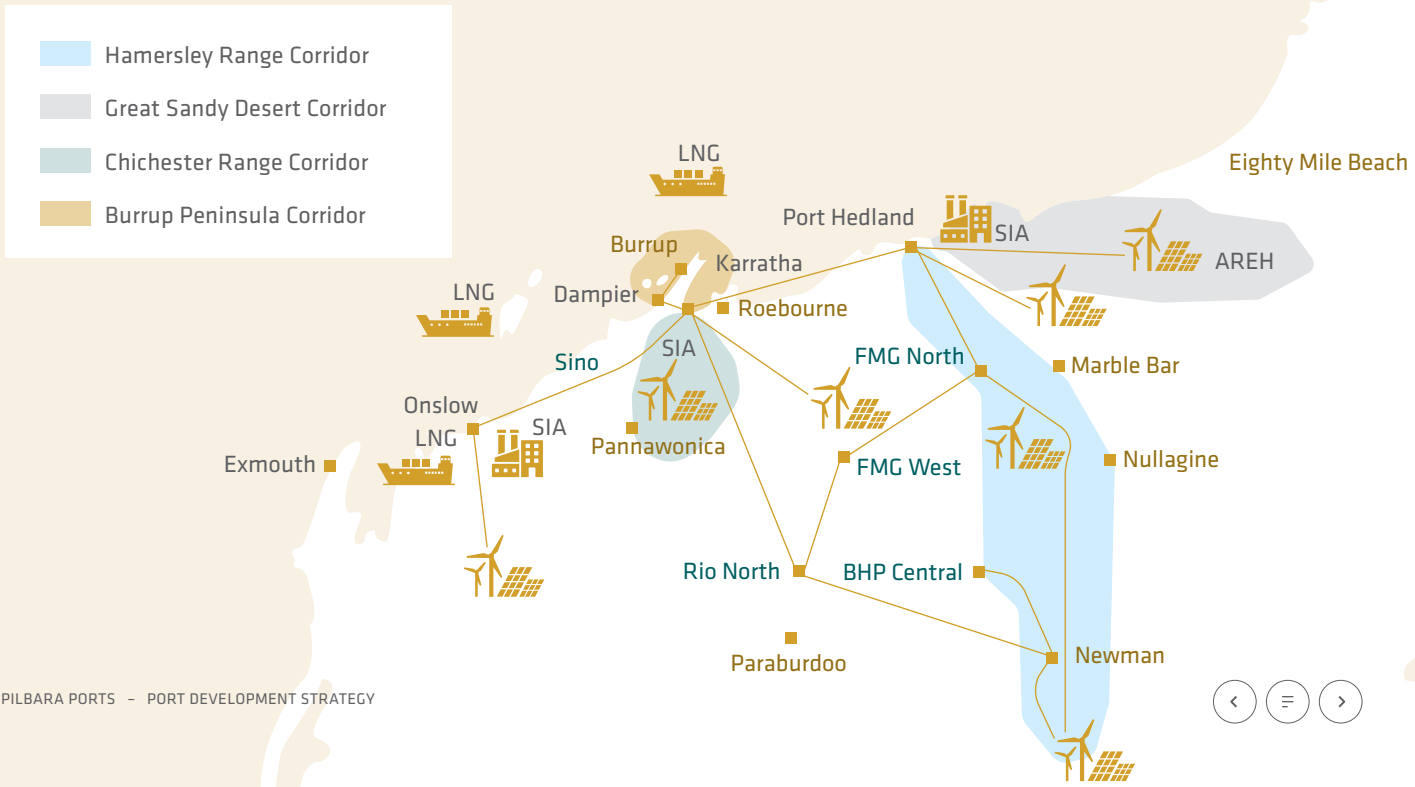 Hamersley Range Corridor
Great Sandy Desert Corridor
Chichester Range Corridor
Burrup Peninsula Corridor
LNG
Eighty Mile Beach
Port Hedland
SIA
Burrup
Karratha
AREH
LNG
Dampier
Roebourne
SIA
Sino
FMG North
Marble Bar
Onslow
LNG
SIA
Pannawonica
Exmouth
FMG West
Nullagine
Rio North
BHP Central
Paraburdoo
Newman
PILBARA PORTS – PORT DEVELOPMENT STRATEGY